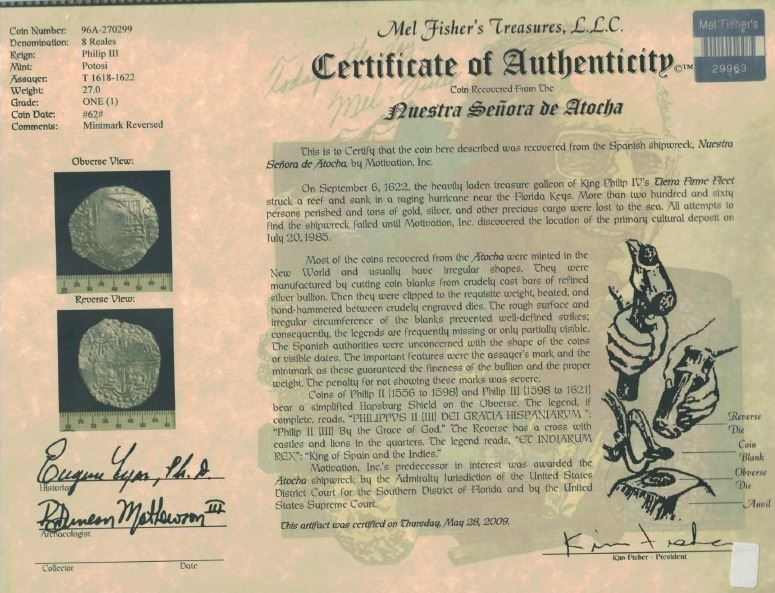 Coin Number: 96A-270299
Denomination: 8 Reales
Reign: Philip III
Mint: Potosi
Assayer: T 1618-1622
Weight: 27.0
Grade: ONE (1)
Coin Date: #62#
Comments: Mintmark Reversed
Obverse View:
Reverse View:
Eugene Lyon, Ph.D.
Historian
R Duncan Mathewson III
Archaeologist
Collector Date
Mel Fisher's Treasures, L.L.C.
Certificate of Authenticity ©™
Coin Recovered From The
Nuestra Señora de Atocha
Mel Fisher's
29963
Today's the
Mel
This is to Certify that the coin here described was recovered from the Spanish shipwreck, Nuestra
Señora de Atocha, by Motivation, Inc.
On September 6, 1622, the heavily laden treasure galleon of King Philip IV's Tierra Firme Fleet
struck a reef and sank in a raging hurricane near the Florida Keys. More than two hundred and sixty
persons perished and tons of gold, silver, and other precious cargo were lost to the sea. All attempts to
find the shipwreck failed until Motivation, Inc. discovered the location of the primary cultural deposit on
July 20, 1985.
Most of the coins recovered from the Atocha were minted in the
New World and usually have irregular shapes. They were
manufactured by cutting coin blanks from crudely cast bars of refined
silver bullion. Then they were clipped to the requisite weight, heated, and
hand-hammered between crudely engraved dies. The rough surface and
irregular circumference of the blanks prevented well-defined strikes;
consequently, the legends are frequently missing or only partially visible.
The Spanish authorities were unconcerned with the shape of the coins
or visible dates. The important features were the assayer's mark and the
mintmark as these guaranteed the fineness of the bullion and the proper
weight. The penalty for not showing these marks was severe.
Coins of Philip II [1556 to 1598] and Philip III [1598 to 1621]
bear a simplified Hapsburg Shield on the Obverse. The legend, if
complete, reads, "PHILIPPVS II [III] DEI GRATIA HISPANIARVM ":
"Philip II [III] By the Grace of God." The Reverse has a cross with
castles and lions in the quarters. The legend reads, "ET INDIARUM
REX": "King of Spain and the Indies."
Motivation, Inc.'s predecessor in interest was awarded the
Atocha shipwreck by the Admiralty Jurisdiction of the United States
District Court for the Southern District of Florida and by the United
States Supreme Court.
This artifact was certified on Thursday, May 28, 2009.
Reverse
Die
Coin
Blank
Obverse
Die
Anvil
Kim Fisher
Kim Fisher - President